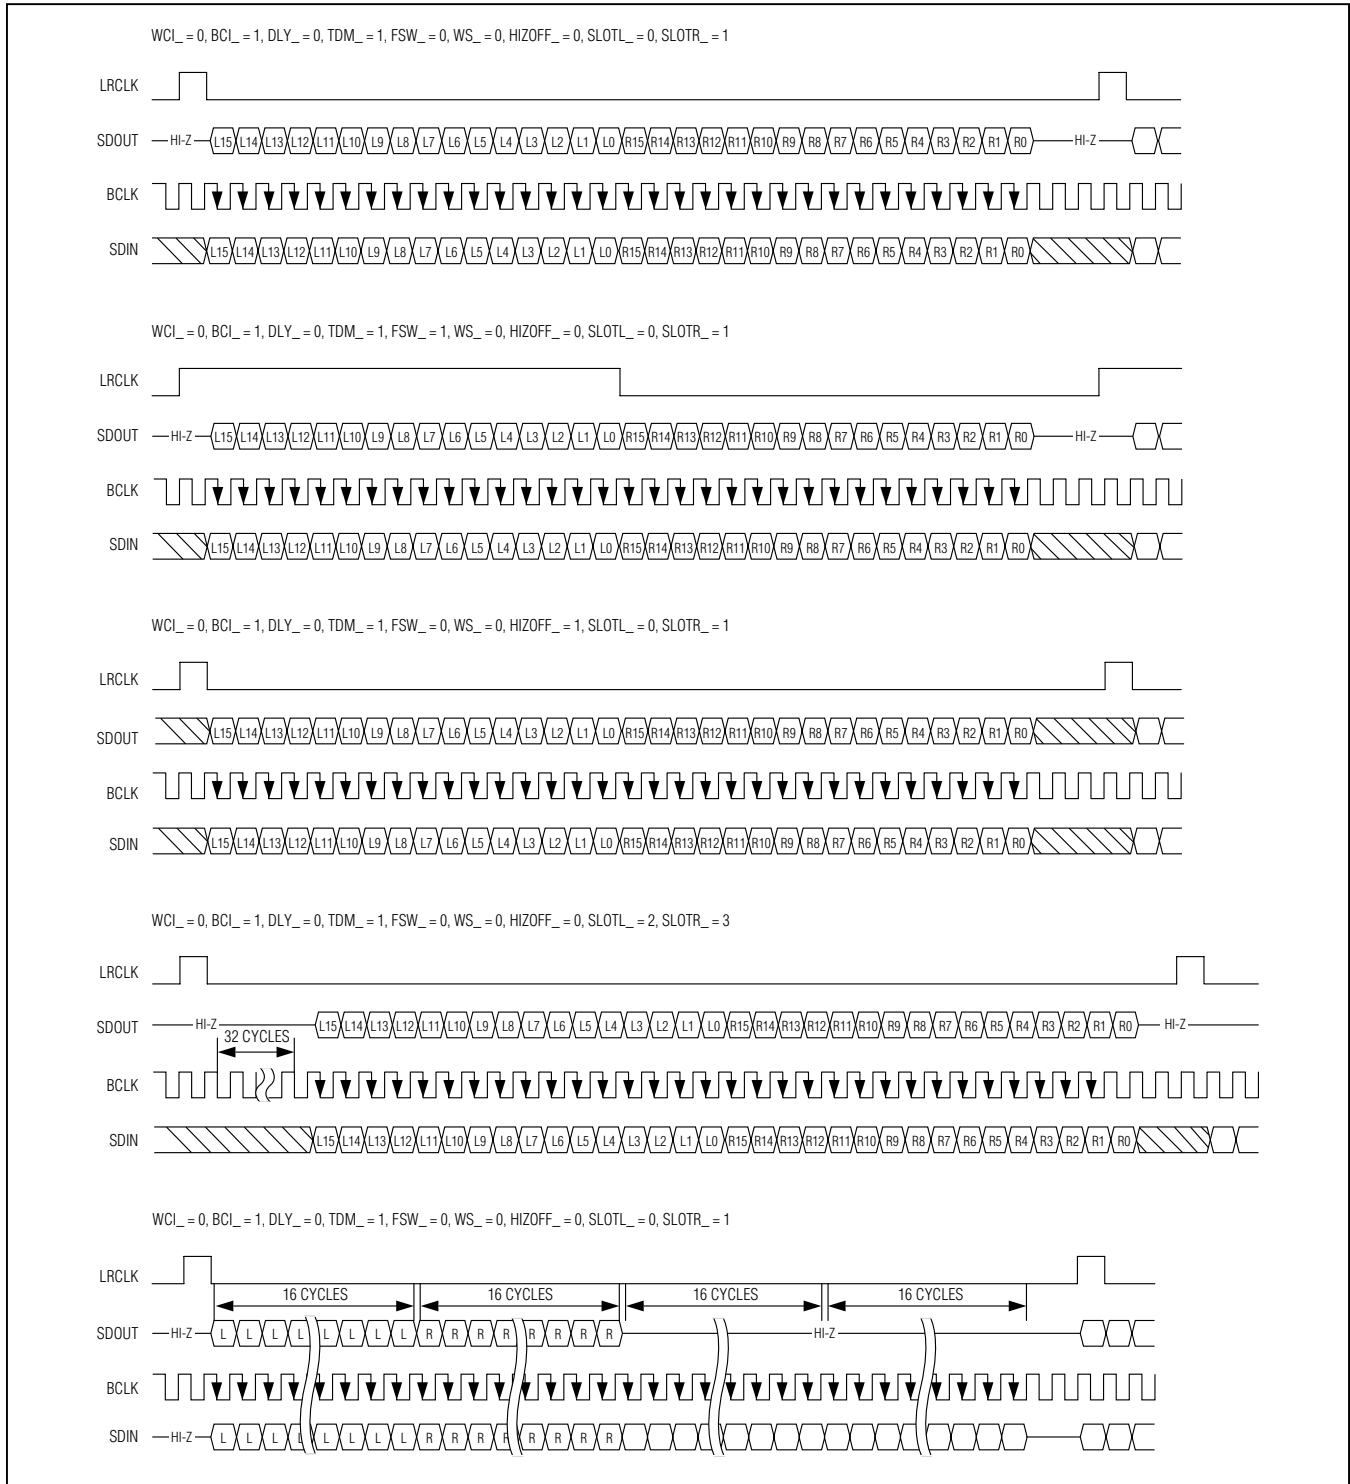 WCI_ = 0, BCI_ = 1, DLY_ = 0, TDM_ = 1, FSW_ = 0, WS_ = 0, HIZOFF_ = 0, SLOTL_ = 0, SLOTR_ = 1
LRCLK
SDOUT HI-Z L15 L14 L13 L12 L11 L10 L9 L8 L7 L6 L5 L4 L3 L2 L1 L0 R15 R14 R13 R12 R11 R10 R9 R8 R7 R6 R5 R4 R3 R2 R1 R0 HI-Z
BCLK
SDIN L15 L14 L13 L12 L11 L10 L9 L8 L7 L6 L5 L4 L3 L2 L1 L0 R15 R14 R13 R12 R11 R10 R9 R8 R7 R6 R5 R4 R3 R2 R1 R0
WCI_ = 0, BCI_ = 1, DLY_ = 0, TDM_ = 1, FSW_ = 1, WS_ = 0, HIZOFF_ = 0, SLOTL_ = 0, SLOTR_ = 1
LRCLK
SDOUT HI-Z L15 L14 L13 L12 L11 L10 L9 L8 L7 L6 L5 L4 L3 L2 L1 L0 R15 R14 R13 R12 R11 R10 R9 R8 R7 R6 R5 R4 R3 R2 R1 R0 HI-Z
BCLK
SDIN L15 L14 L13 L12 L11 L10 L9 L8 L7 L6 L5 L4 L3 L2 L1 L0 R15 R14 R13 R12 R11 R10 R9 R8 R7 R6 R5 R4 R3 R2 R1 R0
WCI_ = 0, BCI_ = 1, DLY_ = 0, TDM_ = 1, FSW_ = 0, WS_ = 0, HIZOFF_ = 1, SLOTL_ = 0, SLOTR_ = 1
LRCLK
SDOUT L15 L14 L13 L12 L11 L10 L9 L8 L7 L6 L5 L4 L3 L2 L1 L0 R15 R14 R13 R12 R11 R10 R9 R8 R7 R6 R5 R4 R3 R2 R1 R0
BCLK
SDIN L15 L14 L13 L12 L11 L10 L9 L8 L7 L6 L5 L4 L3 L2 L1 L0 R15 R14 R13 R12 R11 R10 R9 R8 R7 R6 R5 R4 R3 R2 R1 R0
WCI_ = 0, BCI_ = 1, DLY_ = 0, TDM_ = 1, FSW_ = 0, WS_ = 0, HIZOFF_ = 0, SLOTL_ = 2, SLOTR_ = 3
LRCLK
SDOUT HI-Z L15 L14 L13 L12 L11 L10 L9 L8 L7 L6 L5 L4 L3 L2 L1 L0 R15 R14 R13 R12 R11 R10 R9 R8 R7 R6 R5 R4 R3 R2 R1 R0 HI-Z
32 CYCLES
BCLK
SDIN L15 L14 L13 L12 L11 L10 L9 L8 L7 L6 L5 L4 L3 L2 L1 L0 R15 R14 R13 R12 R11 R10 R9 R8 R7 R6 R5 R4 R3 R2 R1 R0
WCI_ = 0, BCI_ = 1, DLY_ = 0, TDM_ = 1, FSW_ = 0, WS_ = 0, HIZOFF_ = 0, SLOTL_ = 0, SLOTR_ = 1
LRCLK
16 CYCLES 16 CYCLES 16 CYCLES 16 CYCLES
SDOUT HI-Z L L L L L L L L R R R R R R R R HI-Z
BCLK
SDIN HI-Z L L L L L L L L R R R R R R R R